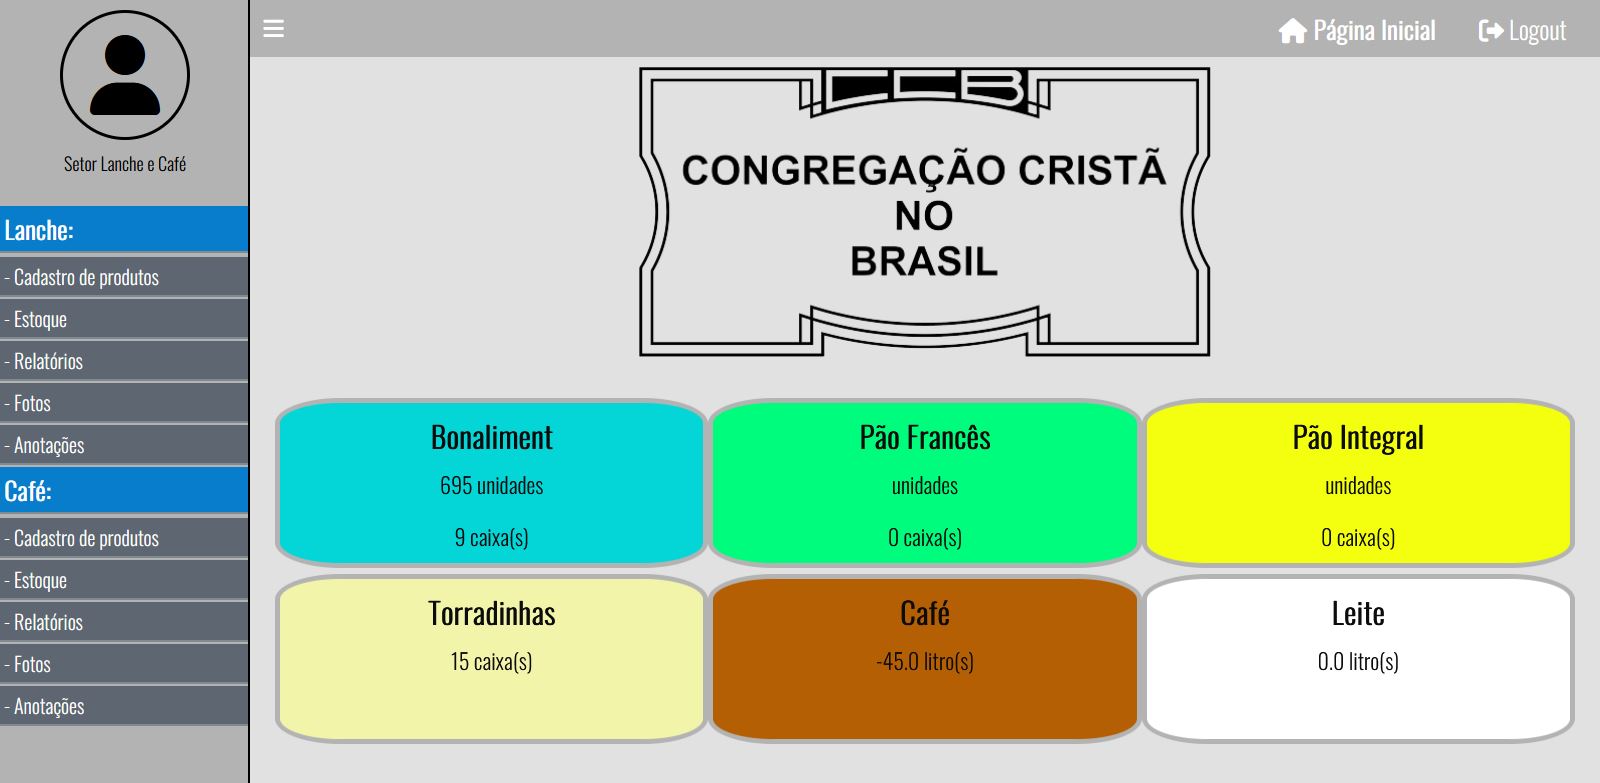 Página Inicial
Logout
Setor Lanche e Café
Lanche:
- Cadastro de produtos
- Estoque
- Relatórios
- Fotos
- Anotações
Café:
- Cadastro de produtos
- Estoque
- Relatórios
- Fotos
- Anotações
CCB
CONGREGAÇÃO CRISTÃ
NO
BRASIL
Bonaliment
695 unidades
9 caixa(s)
Pão Francês
unidades
0 caixa(s)
Pão Integral
unidades
0 caixa(s)
Torradinhas
15 caixa(s)
Café
-45.0 litro(s)
Leite
0.0 litro(s)